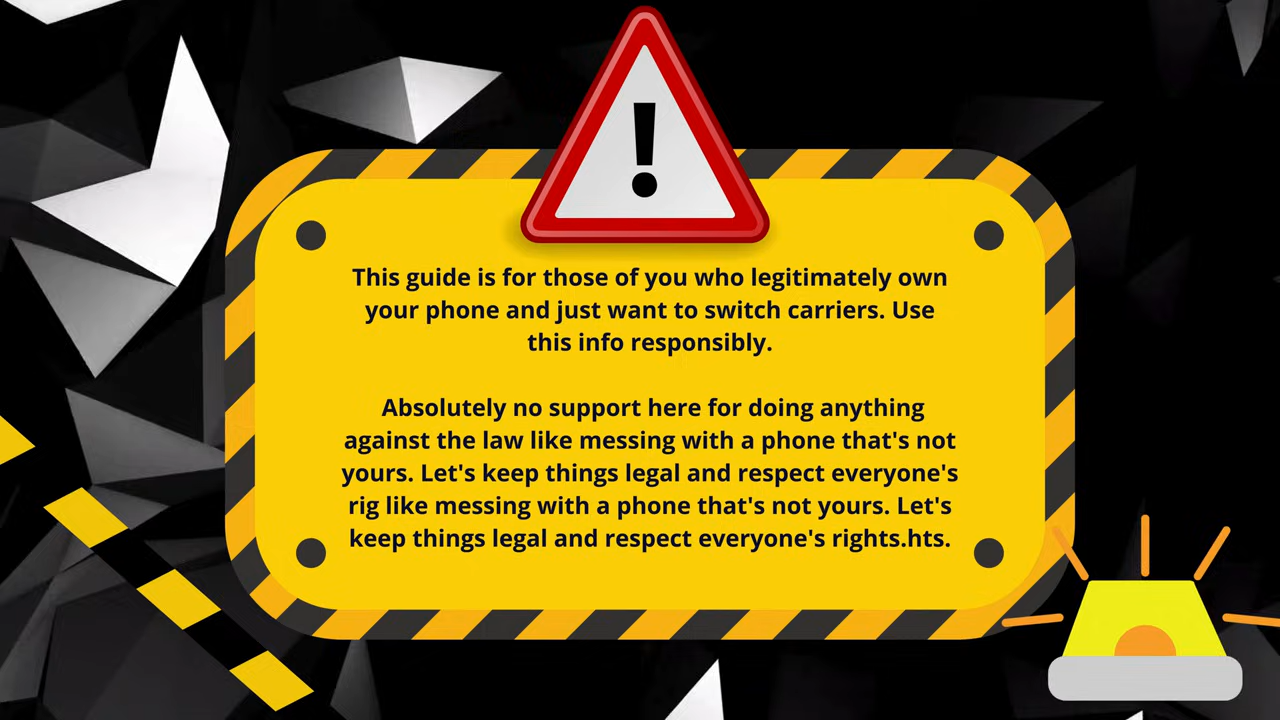 This guide is for those of you who legitimately own
your phone and just want to switch carriers. Use
this info responsibly.
Absolutely no support here for doing anything
against the law like messing with a phone that's not
yours. Let's keep things legal and respect everyone's
rig like messing with a phone that's not yours. Let's
keep things legal and respect everyone's rights.hts.